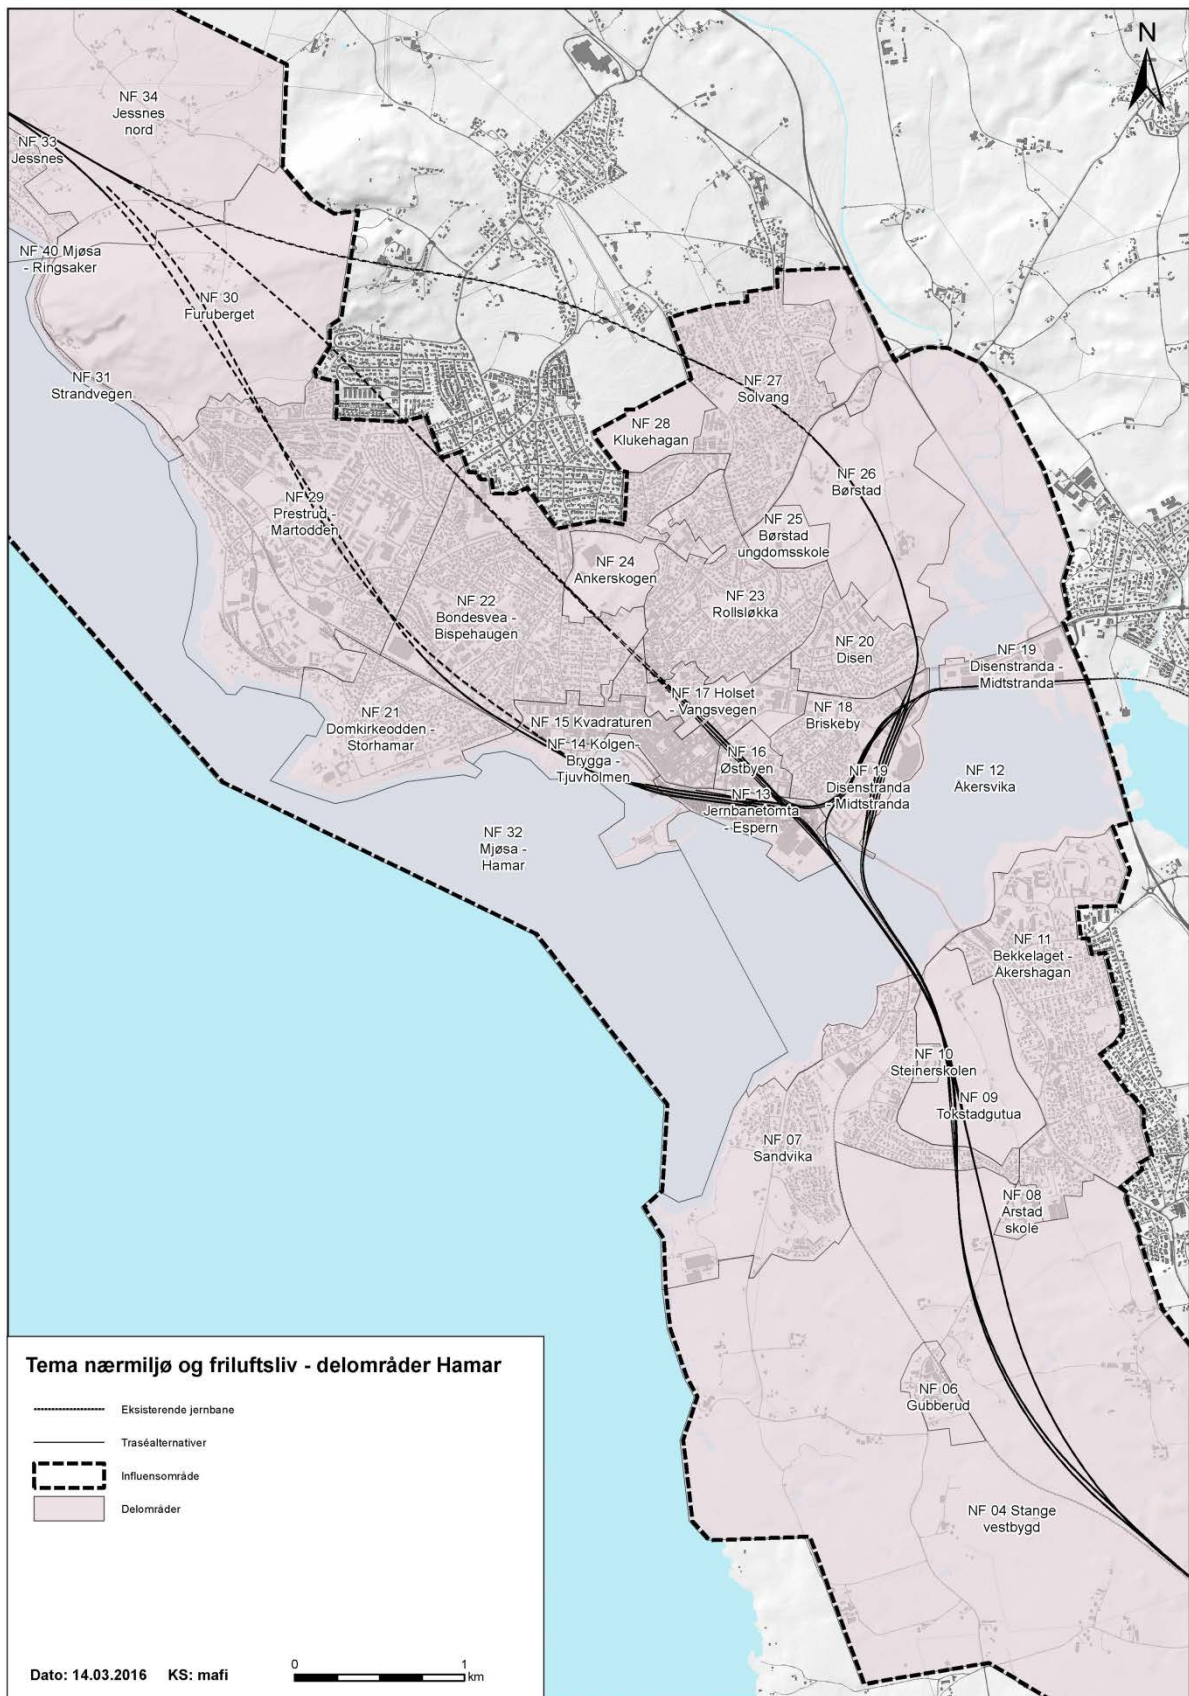 N
NF 34
Jessnes
nord
NF 33
Jessnes
NF 40 Mjøsa
- Ringsaker
NF 30
Furuberget
NF 31
Strandvegen
NF 27
Solvang
NF 28
Klukehagan
NF 26
Børstad
NF 29
Prestrud -
Martodden
NF 25
Børstad
ungdomsskole
NF 24
Ankerskogen
NF 22
Bondesvea -
Bispehaugen
NF 23
Rollsløkka
NF 20
Disen
NF 19
Disenstranda -
Midtstranda
NF 17 Holset
- Vangsvegen
NF 18
Briskeby
NF 21
Domkirkeodden -
Storhamar
NF 15 Kvadraturen
NF 14 Kolgen-
Brygga -
Tjuvholmen
NF 16
Østbyen
NF 19
Disenstranda
- Midtstranda
NF 12
Åkersvika
NF 13
Jernbanetomta
- Espern
NF 32
Mjøsa -
Hamar
NF 11
Bekkelaget -
Åkershagan
NF 10
Steinerskolen
NF 09
Tokstadgutua
NF 07
Sandvika
NF 08
Arstad
skole
NF 06
Gubberud
NF 04 Stange
vestbygd
Tema nærmiljø og friluftsliv - delområder Hamar
Eksisterende jernbane
Traséalternativer
Influensområde
Delområder
Dato: 14.03.2016 KS: mafi
0 1
km